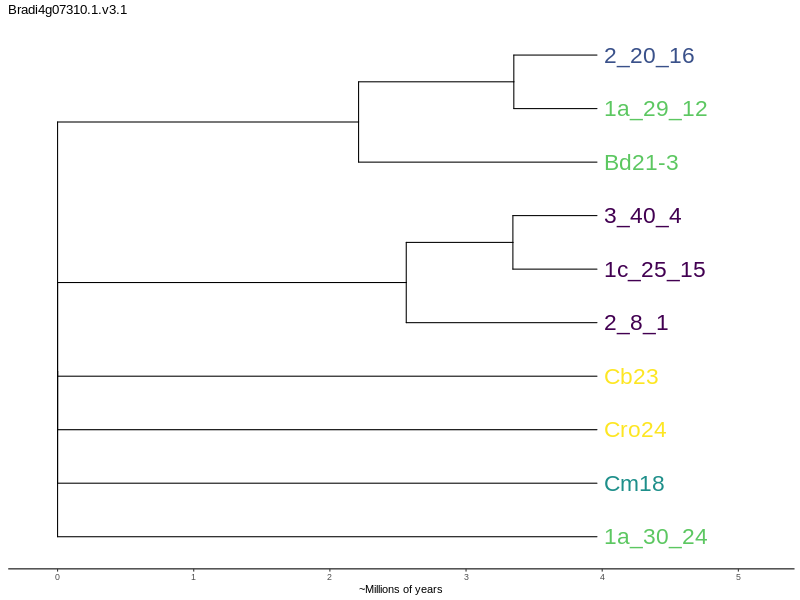 Bradi4g07310.1.v3.1
2_20_16
1a_29_12
Bd21-3
3_40_4
1c_25_15
2_8_1
Cb23
Cro24
Cm18
1a_30_24
0 1 2 3 4 5
~Millions of years